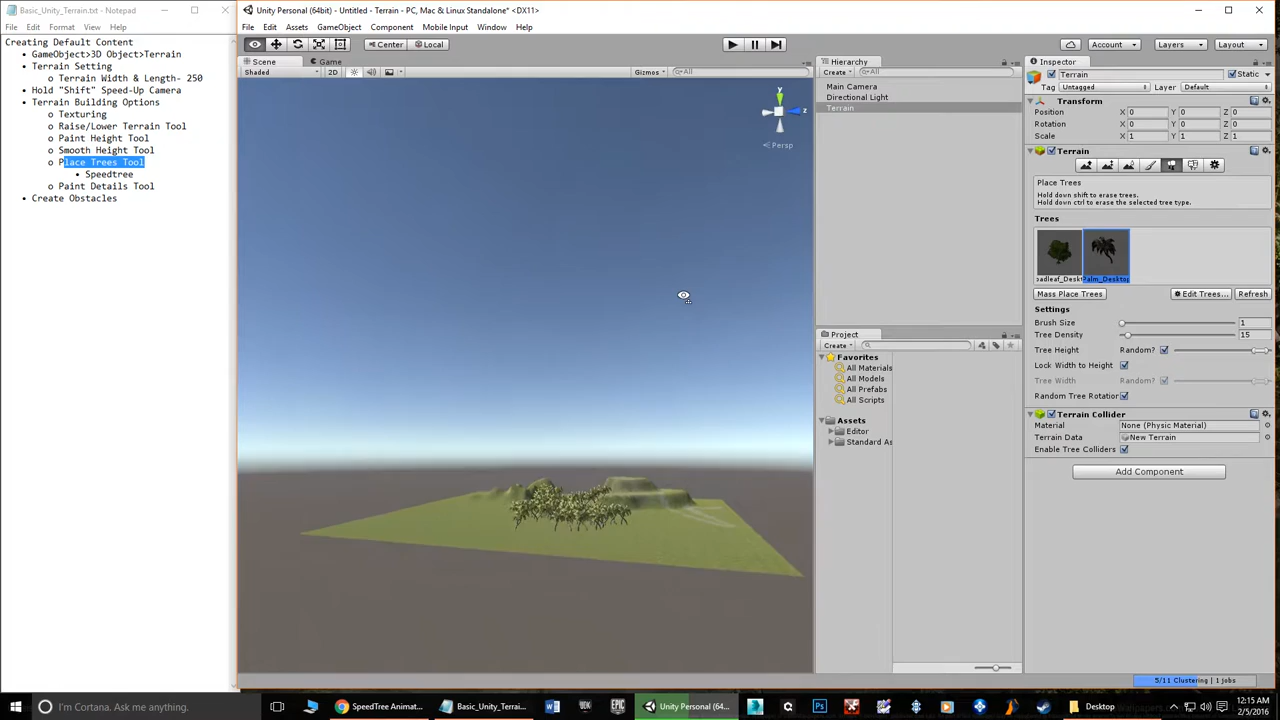 Basic_Unity_Terrain.txt - Notepad
File Edit Format View Help
Creating Default Content
• GameObject>3D Object>Terrain
• Terrain Setting
o Terrain Width & Length- 250
• Hold "Shift" Speed-Up Camera
• Terrain Building Options
o Texturing
o Raise/Lower Terrain Tool
o Paint Height Tool
o Smooth Height Tool
o Place Trees Tool
• Speedtree
o Paint Details Tool
• Create Obstacles
Unity Personal (64bit) - Untitled - Terrain - PC, Mac & Linux Standalone* <DX11>
File Edit Assets GameObject Component Mobile Input Window Help
Center Local
Account Layers Layout
Scene Game
Shaded 2D Gizmos All
y
z
Persp
Hierarchy
Create All
Main Camera
Directional Light
Terrain
Project
Create
Favorites
All Materials
All Models
All Prefabs
All Scripts
Assets
Editor
Standard As
Inspector
Terrain Static
Tag Untagged Layer Default
Transform
Position X 0 Y 0 Z 0
Rotation X 0 Y 0 Z 0
Scale X 1 Y 1 Z 1
Terrain
Place Trees
Hold down shift to erase trees.
Hold down ctrl to erase the selected tree type.
Trees
oadleaf_Deskt Palm_Desktop
Mass Place Trees Edit Trees... Refresh
Settings
Brush Size 1
Tree Density 15
Tree Height Random?
Lock Width to Height
Tree Width Random?
Random Tree Rotation
Terrain Collider
Material None (Physic Material)
Terrain Data New Terrain
Enable Tree Colliders
Add Component
5/11 Clustering | 1 jobs
I'm Cortana. Ask me anything.
SpeedTree Animat...
Basic_Unity_Terrain...
Unity Personal (64...
Desktop
12:15 AM
2/5/2016